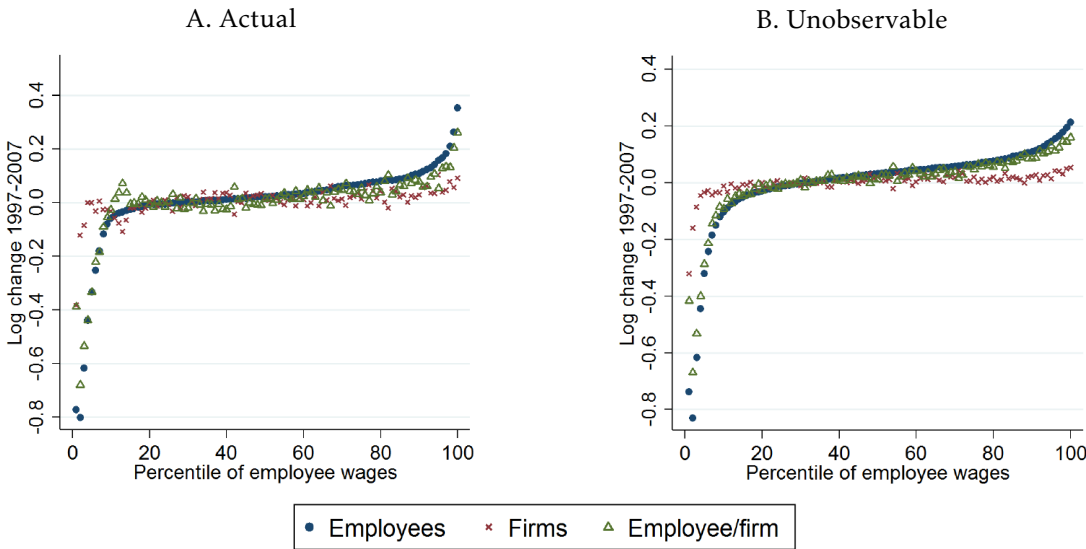 A. Actual
B. Unobservable
Log change 1997-2007
0.4
0.2
0.0
-0.2
-0.4
-0.6
-0.8
0 20 40 60 80 100
Percentile of employee wages
Log change 1997-2007
0.4
0.2
0.0
-0.2
-0.4
-0.6
-0.8
0 20 40 60 80 100
Percentile of employee wages
Employees Firms Employee/firm